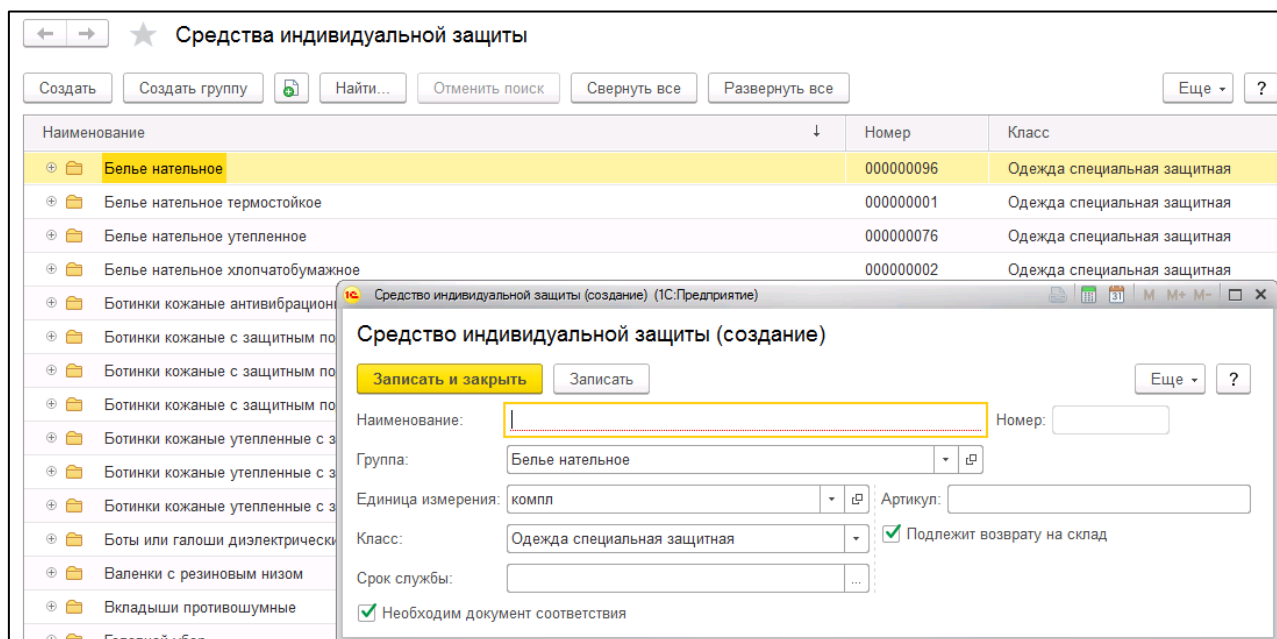 Средства индивидуальной защиты
Создать Создать группу Найти... Отменить поиск Свернуть все Развернуть все Еще ?
Наименование ↓ Номер Класс
Белье нательное 000000096 Одежда специальная защитная
Белье нательное термостойкое 000000001 Одежда специальная защитная
Белье нательное утепленное 000000076 Одежда специальная защитная
Белье нательное хлопчатобумажное 000000002 Одежда специальная защитная
Ботинки кожаные антивибрацион
Ботинки кожаные с защитным по
Ботинки кожаные с защитным по
Ботинки кожаные с защитным по
Ботинки кожаные утепленные с з
Ботинки кожаные утепленные с з
Ботинки кожаные утепленные с з
Боты или галоши диэлектрически
Валенки с резиновым низом
Вкладыши противошумные
1С Средство индивидуальной защиты (создание) (1С:Предприятие) 31 M M+ M-
Средство индивидуальной защиты (создание)
Записать и закрыть Записать Еще ?
Наименование: Номер:
Группа: Белье нательное
Единица измерения: компл Артикул:
Класс: Одежда специальная защитная Подлежит возврату на склад
Срок службы: ...
Необходим документ соответствия